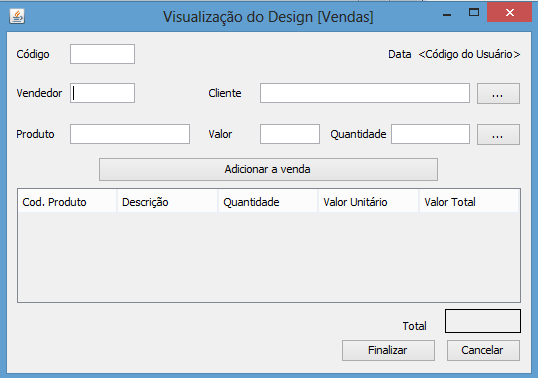 Visualização do Design [Vendas]
Código Data <Código do Usuário>
Vendedor Cliente ...
Produto Valor Quantidade ...
Adicionar a venda
Cod. Produto Descrição Quantidade Valor Unitário Valor Total
Total
Finalizar Cancelar